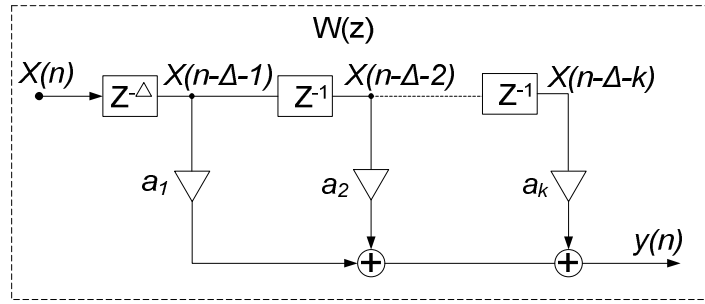 W(z)
X(n) X(n-Δ-1) X(n-Δ-2) X(n-Δ-k)
Z-△ Z-1 Z-1
a1 a2 ak
y(n)
+ +